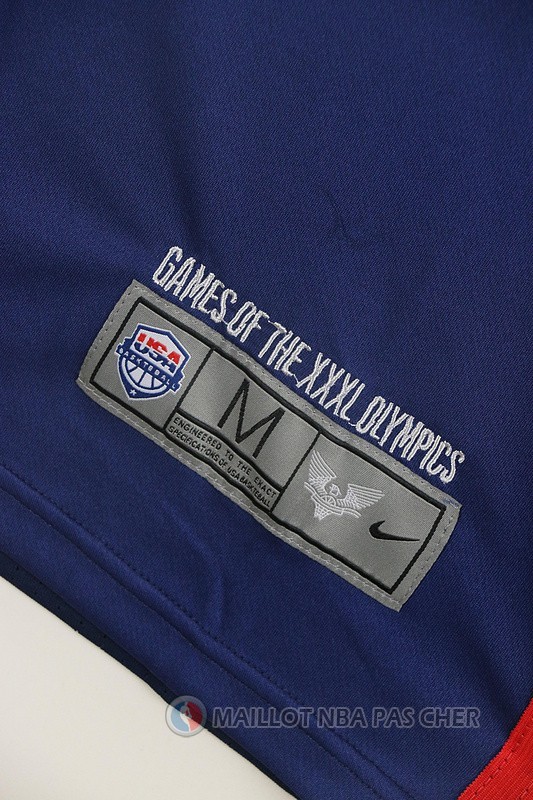 GAMES OF THE XXXL OLYMPICS
USA
BASKETBALL
M
ENGINEERED TO THE EXACT
SPECIFICATIONS OF USA BASKETBALL
MAILLOT NBA PAS CHER